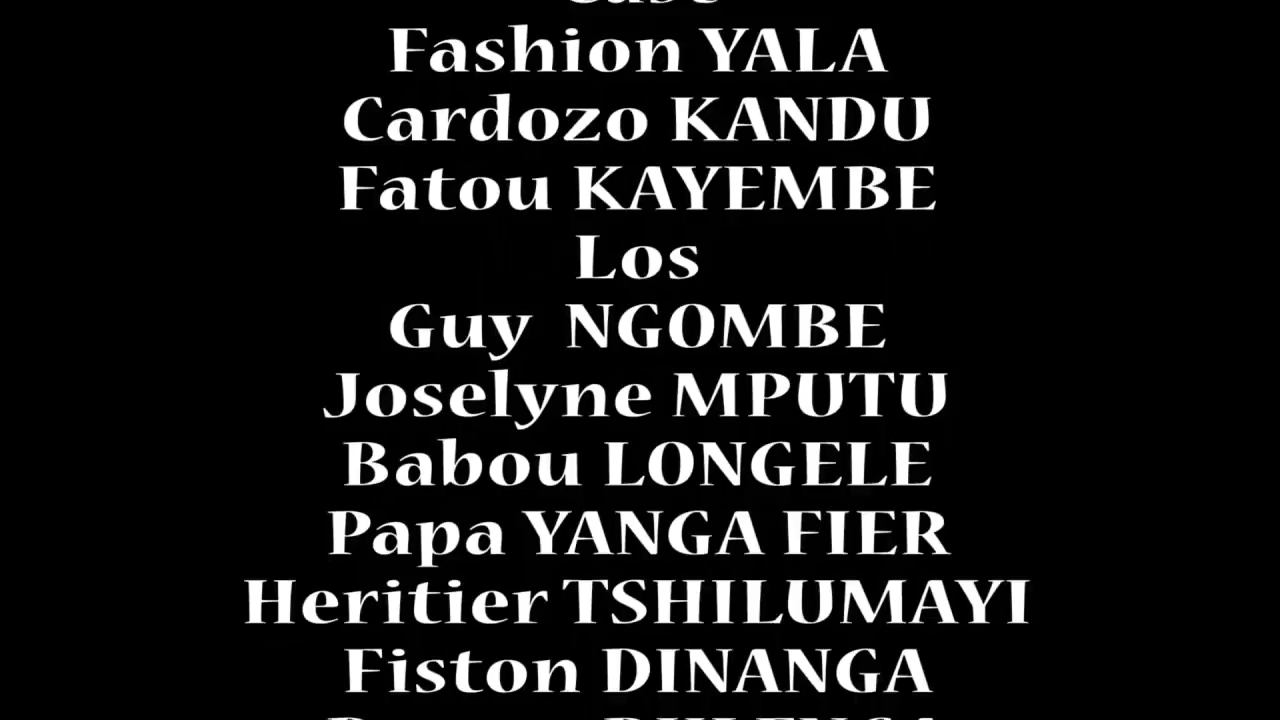 Fashion YALA
Cardozo KANDU
Fatou KAYEMBE
Los
Guy NGOMBE
Joselyne MPUTU
Babou LONGELE
Papa YANGA FIER
Heritier TSHILUMAYI
Fiston DINANGA